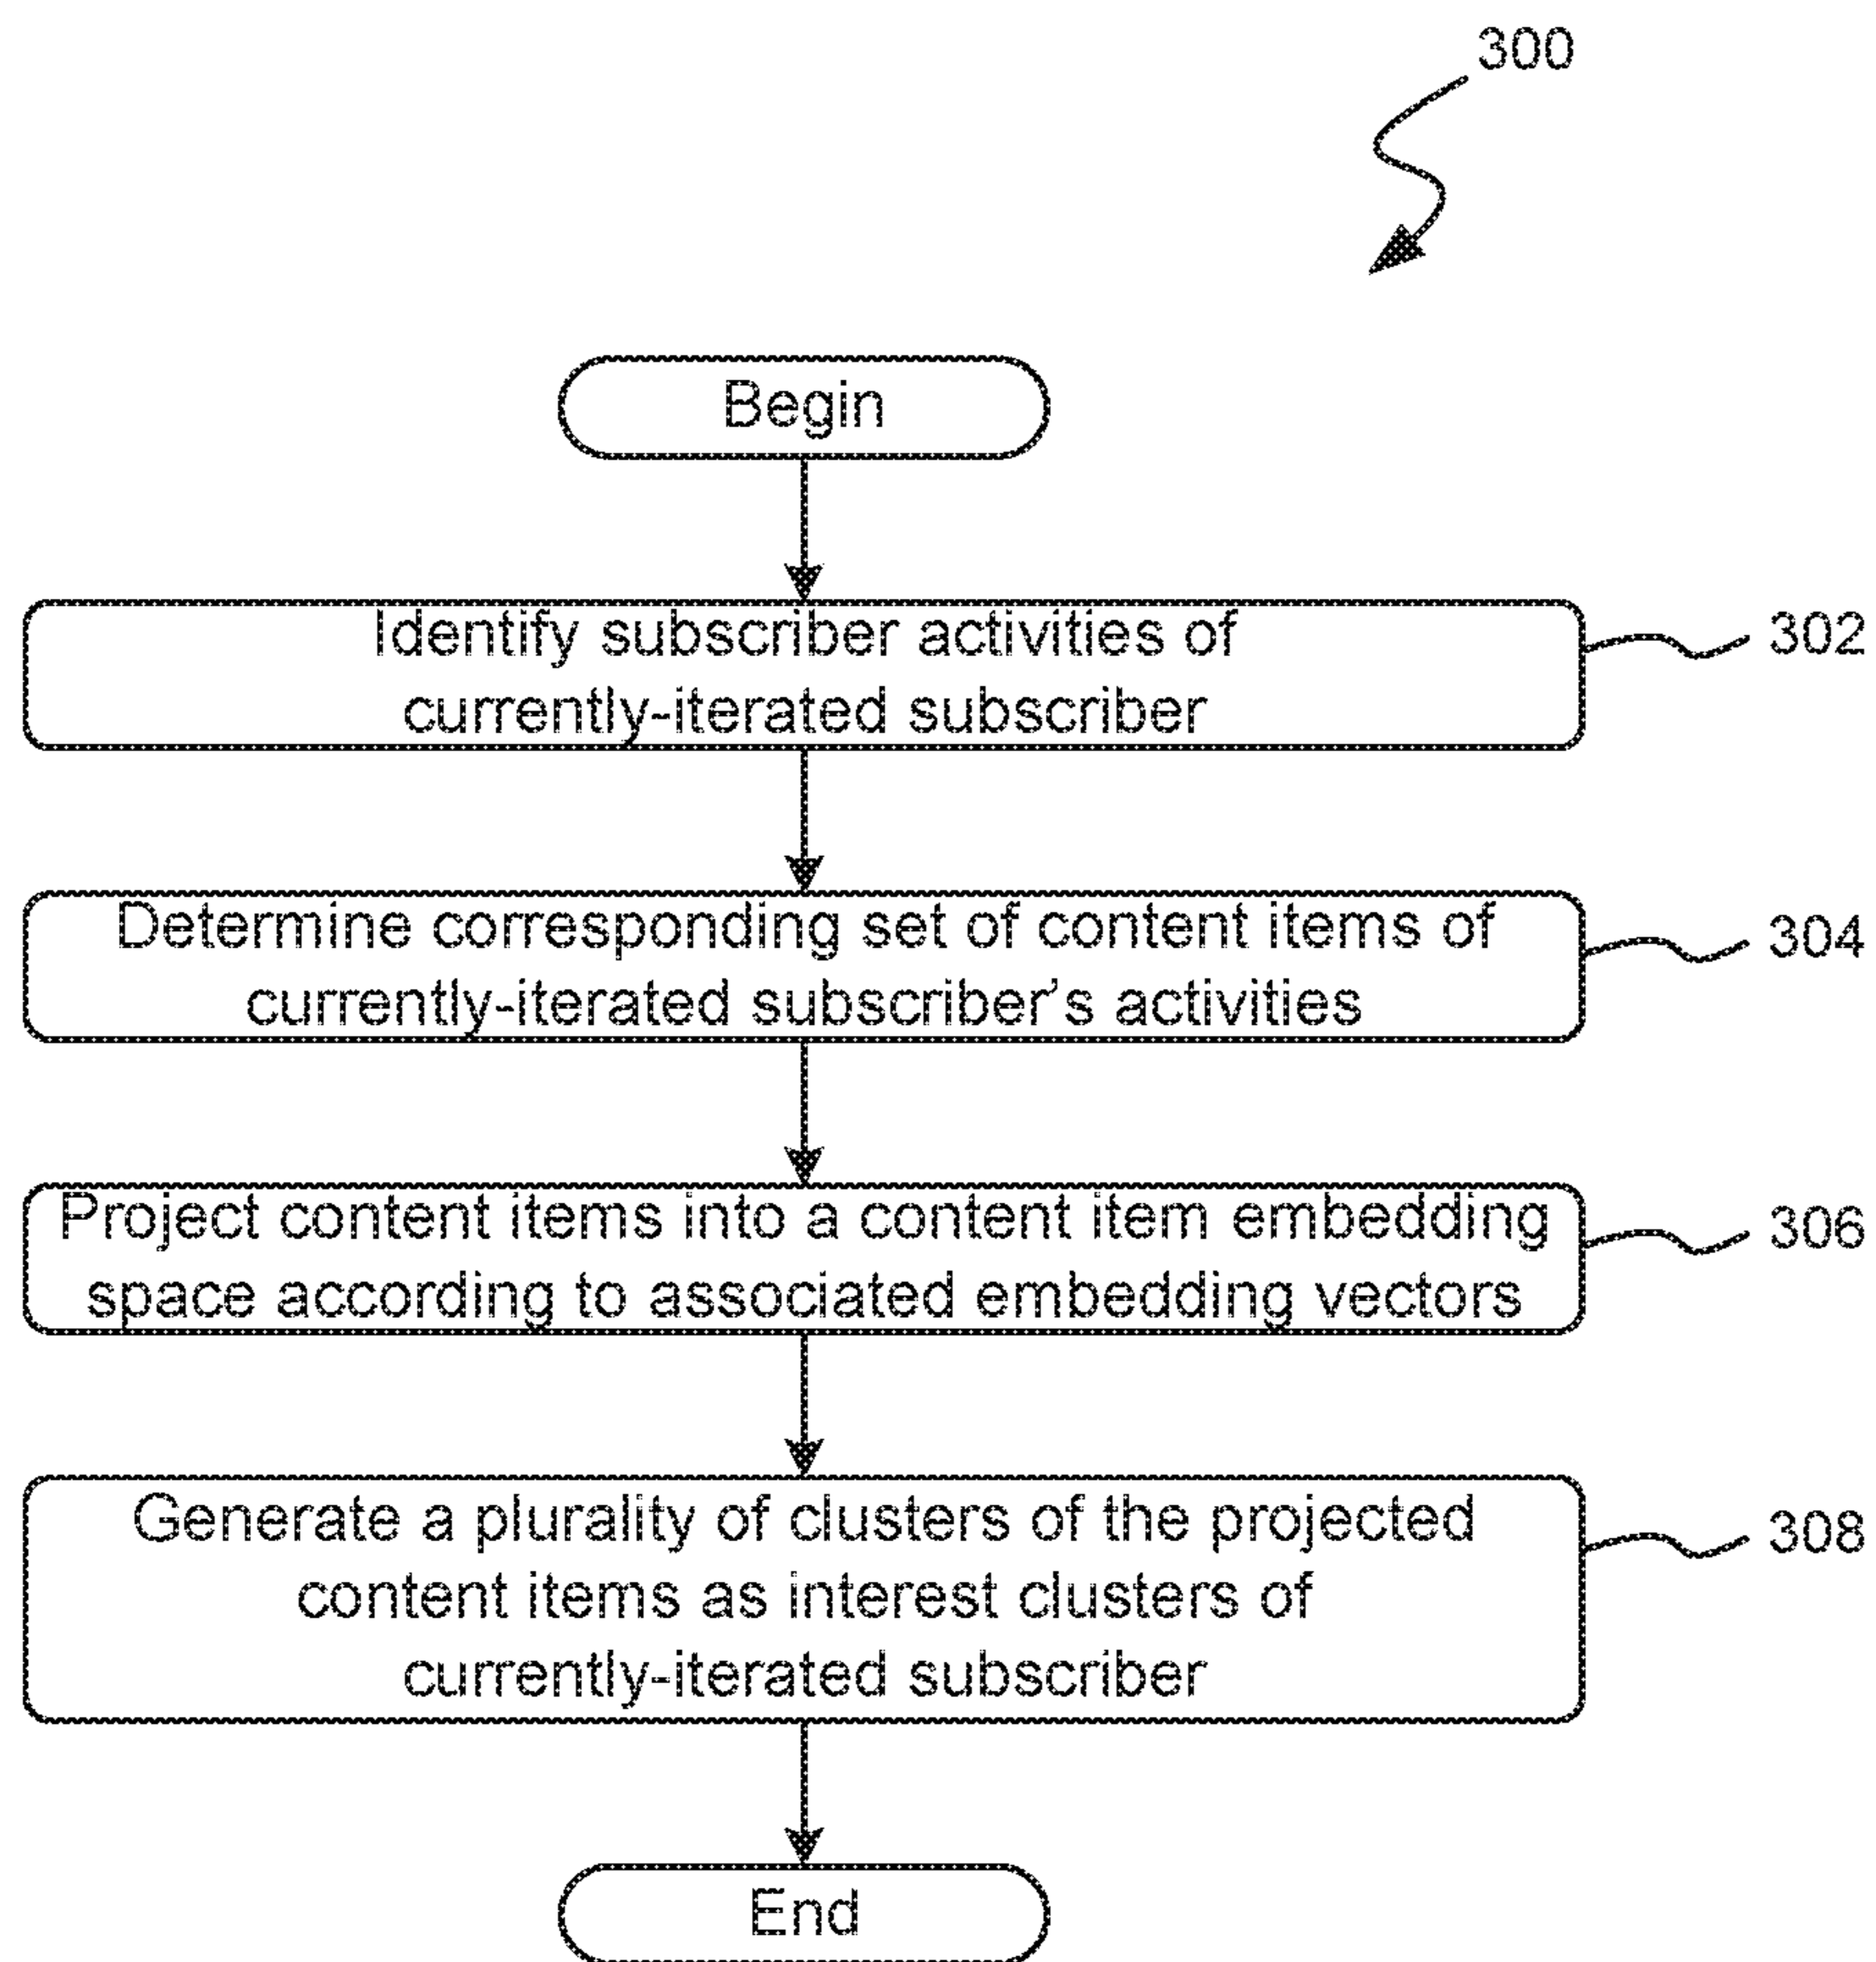 300
Begin
Identify subscriber activities of
currently-iterated subscriber
302
Determine corresponding set of content items of
currently-iterated subscriber's activities
304
Project content items into a content item embedding
space according to associated embedding vectors
306
Generate a plurality of clusters of the projected
content items as interest clusters of
currently-iterated subscriber
308
End